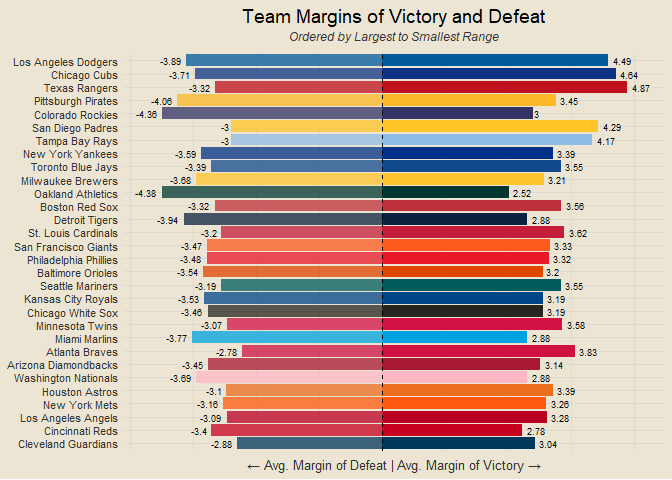 Team Margins of Victory and Defeat
Ordered by Largest to Smallest Range
Los Angeles Dodgers -3.89 4.49
Chicago Cubs -3.71 4.64
Texas Rangers -3.32 4.87
Pittsburgh Pirates -4.06 3.45
Colorado Rockies -4.36 3
San Diego Padres -3 4.29
Tampa Bay Rays -3 4.17
New York Yankees -3.59 3.39
Toronto Blue Jays -3.39 3.55
Milwaukee Brewers -3.68 3.21
Oakland Athletics -4.38 2.52
Boston Red Sox -3.32 3.56
Detroit Tigers -3.94 2.88
St. Louis Cardinals -3.2 3.62
San Francisco Giants -3.47 3.33
Philadelphia Phillies -3.48 3.32
Baltimore Orioles -3.54 3.2
Seattle Mariners -3.19 3.55
Kansas City Royals -3.53 3.19
Chicago White Sox -3.46 3.19
Minnesota Twins -3.07 3.58
Miami Marlins -3.77 2.88
Atlanta Braves -2.78 3.83
Arizona Diamondbacks -3.45 3.14
Washington Nationals -3.69 2.88
Houston Astros -3.1 3.39
New York Mets -3.16 3.26
Los Angeles Angels -3.09 3.28
Cincinnati Reds -3.4 2.78
Cleveland Guardians -2.88 3.04
← Avg. Margin of Defeat | Avg. Margin of Victory →